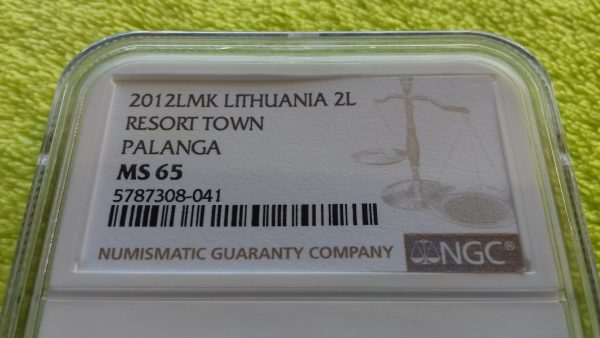 2012LMK LITHUANIA 2L
RESORT TOWN
PALANGA
MS 65
5787308-041
NUMISMATIC GUARANTY COMPANY
NGC®